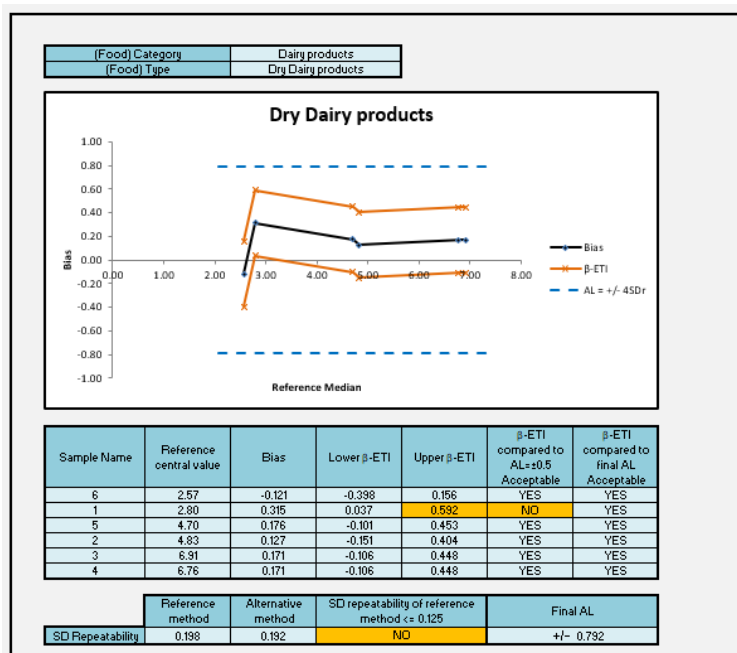 (Food) Category Dairy products
(Food) Type Dry Dairy products
Dry Dairy products
1.00
0.80
0.60
0.40
0.20
0.00
-0.20
-0.40
-0.60
-0.80
-1.00
Bias
0.00 1.00 2.00 3.00 4.00 5.00 6.00 7.00 8.00
Reference Median
Bias
β-ETI
AL = +/- 4SDr
Sample Name Reference central value Bias Lower β-ETI Upper β-ETI β-ETI compared to AL=±0.5 Acceptable β-ETI compared to final AL Acceptable
6 2.57 -0.121 -0.398 0.156 YES YES
1 2.80 0.315 0.037 0.592 NO YES
5 4.70 0.176 -0.101 0.453 YES YES
2 4.83 0.127 -0.151 0.404 YES YES
3 6.91 0.171 -0.106 0.448 YES YES
4 6.76 0.171 -0.106 0.448 YES YES
Reference method Alternative method SD repeatability of reference method <= 0.125 Final AL
SD Repeatability 0.198 0.192 NO +/- 0.792